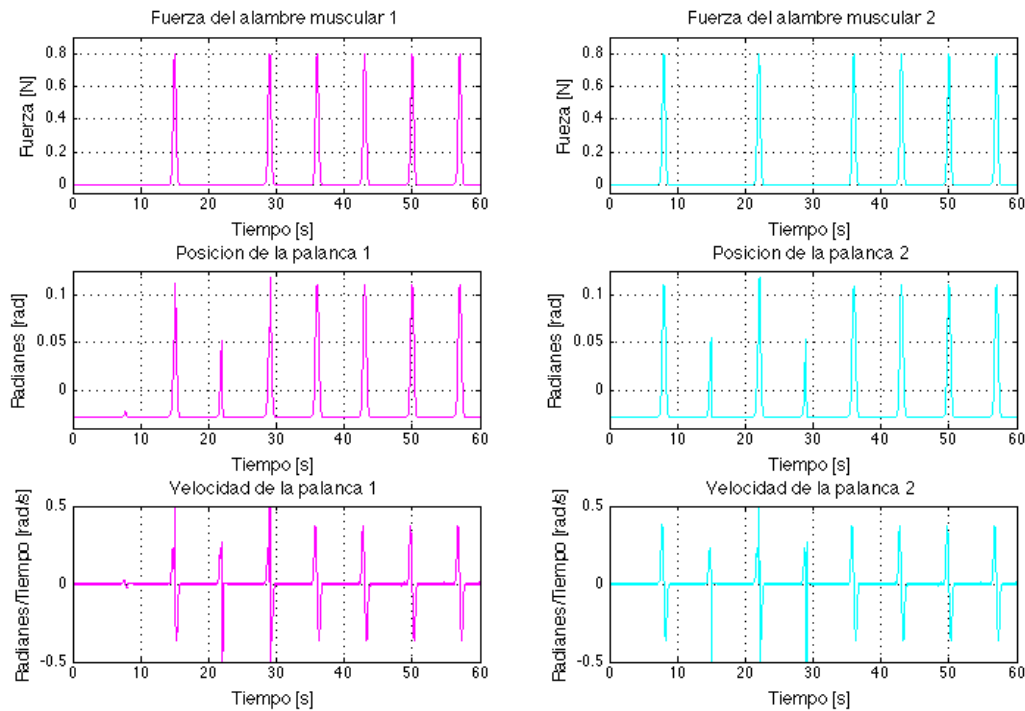 Fuerza del alambre muscular 1
0.8
0.6
0.4
0.2
0
Fuerza [N]
0 10 20 30 40 50 60
Tiempo [s]
Fuerza del alambre muscular 2
0.8
0.6
0.4
0.2
0
Fueza [N]
0 10 20 30 40 50 60
Tiempo [s]
Posicion de la palanca 1
0.1
0.05
0
Radianes [rad]
0 10 20 30 40 50 60
Tiempo [s]
Posicion de la palanca 2
0.1
0.05
0
Radianes [rad]
0 10 20 30 40 50 60
Tiempo [s]
Velocidad de la palanca 1
0.5
0
-0.5
Radianes/Tiempo [rad/s]
0 10 20 30 40 50 60
Tiempo [s]
Velocidad de la palanca 2
0.5
0
-0.5
Radianes/Tiempo [rad/s]
0 10 20 30 40 50 60
Tiempo [s]